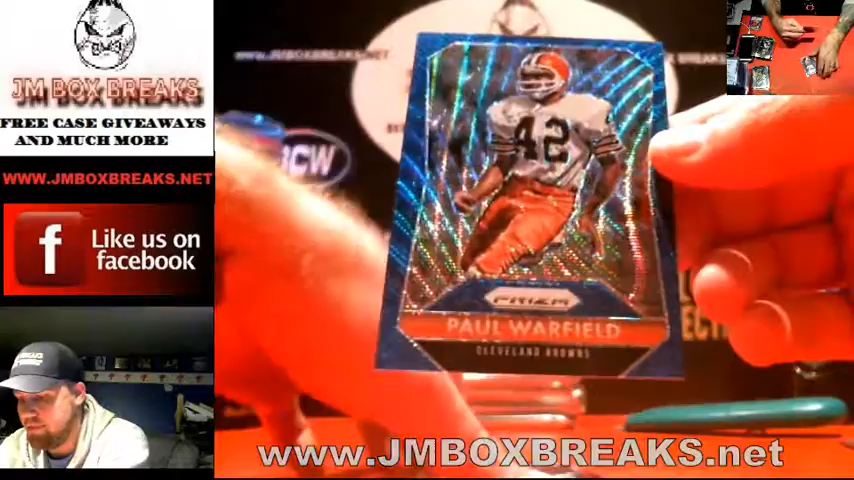 JM BOX BREAKS
FREE CASE GIVEAWAYS
AND MUCH MORE
WWW.JMBOXBREAKS.NET
f Like us on
facebook
BCW
42
PRIZM
PAUL WARFIELD
CLEVELAND BROWNS
www.JMBOXBREAKS.net